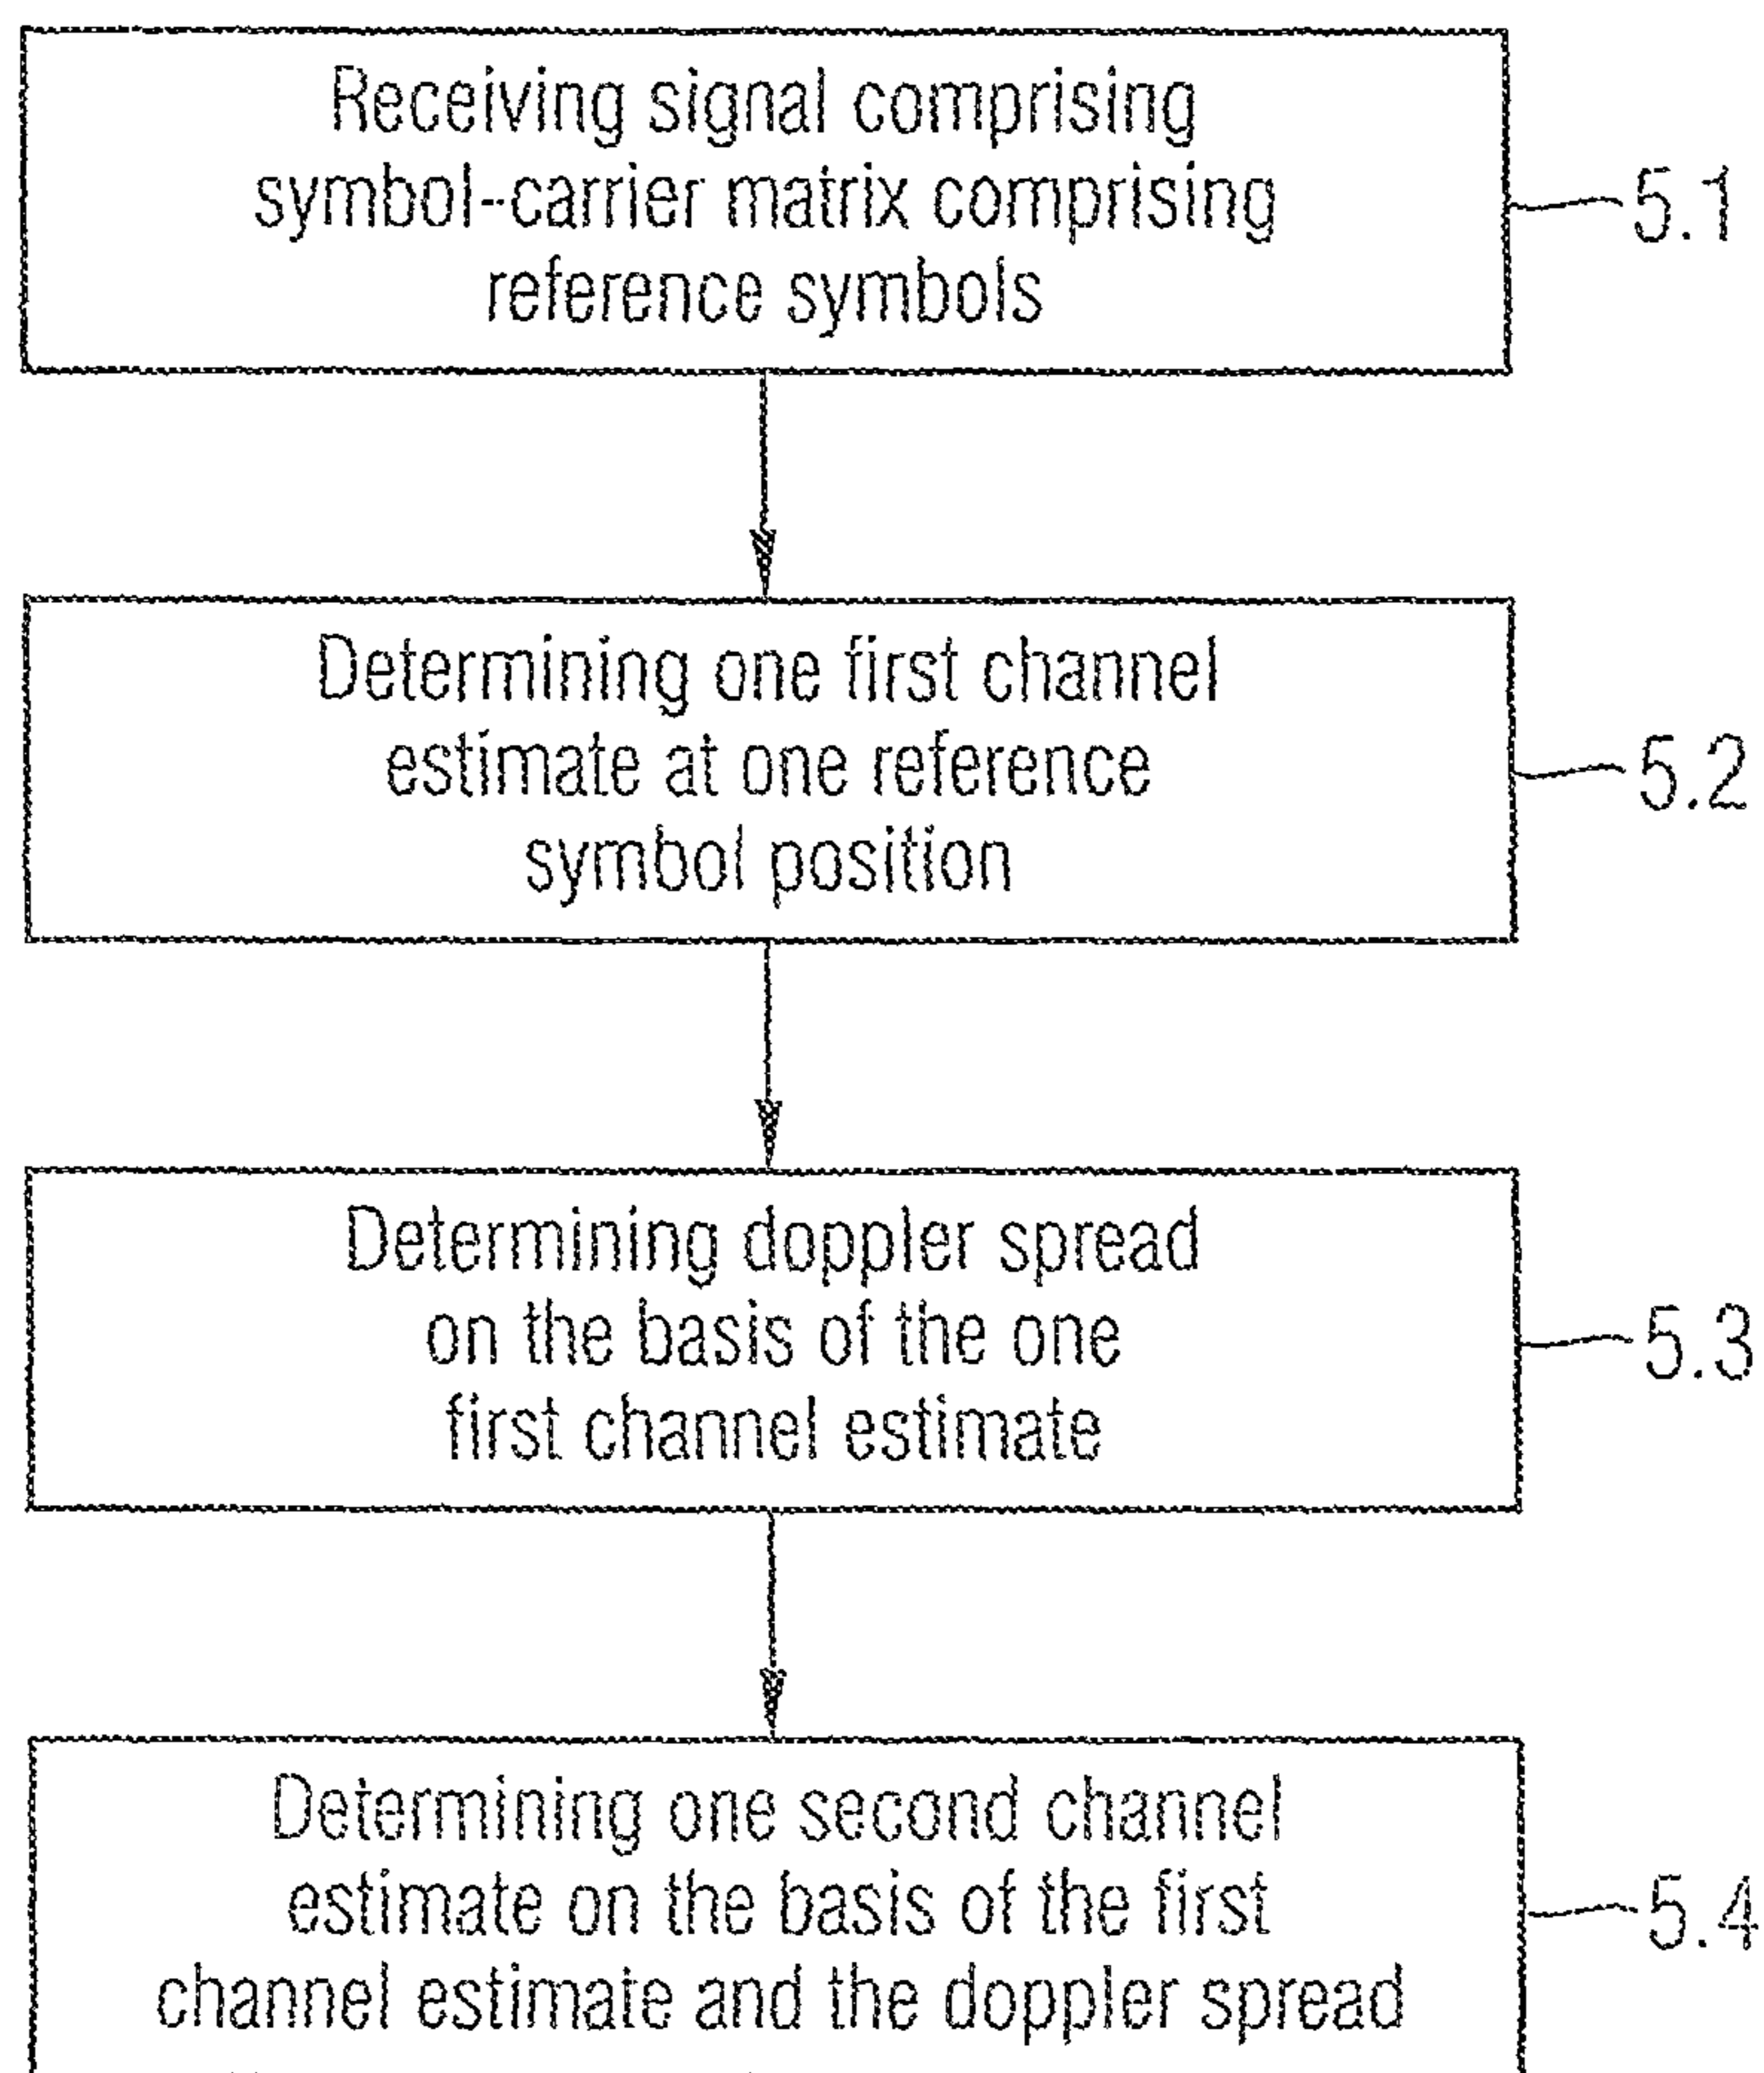 Receiving signal comprising
symbol-carrier matrix comprising
reference symbols
5.1
Determining one first channel
estimate at one reference
symbol position
5.2
Determining doppler spread
on the basis of the one
first channel estimate
5.3
Determining one second channel
estimate on the basis of the first
channel estimate and the doppler spread
5.4